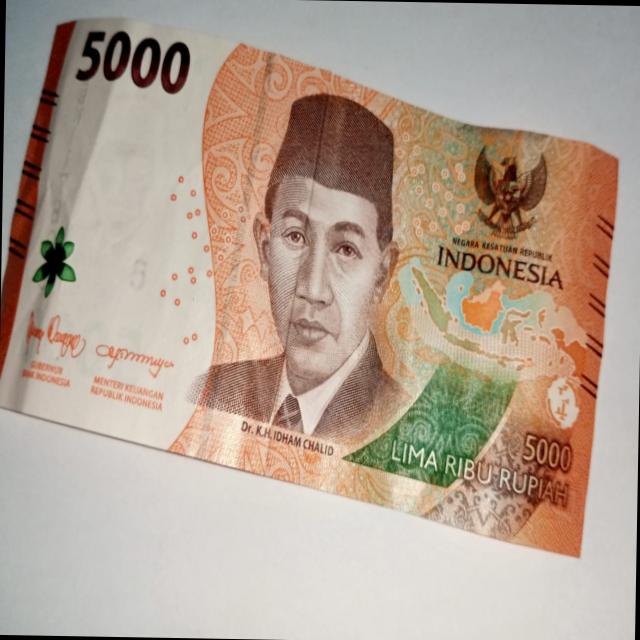 5000
NEGARA KESATUAN REPUBLIK
INDONESIA
GUBERNUR
BANK INDONESIA
MENTERI KEUANGAN
REPUBLIK INDONESIA
Dr. K.H. IDHAM CHALID
5000
LIMA RIBU RUPIAH